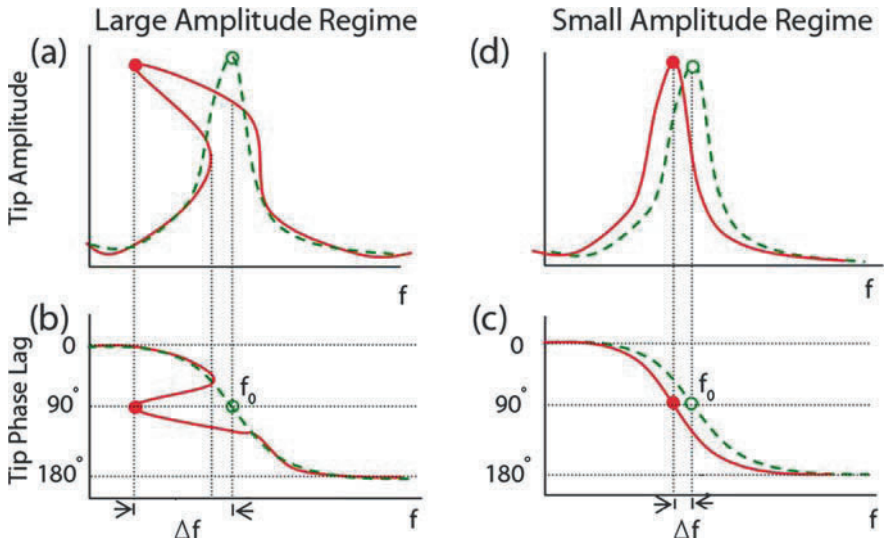 Large Amplitude Regime
Small Amplitude Regime
(a)
(d)
Tip Amplitude
f
f
(b)
(c)
Tip Phase Lag
0
90°
180°
f₀
0
90°
180°
f₀
Δf
f
Δf
f